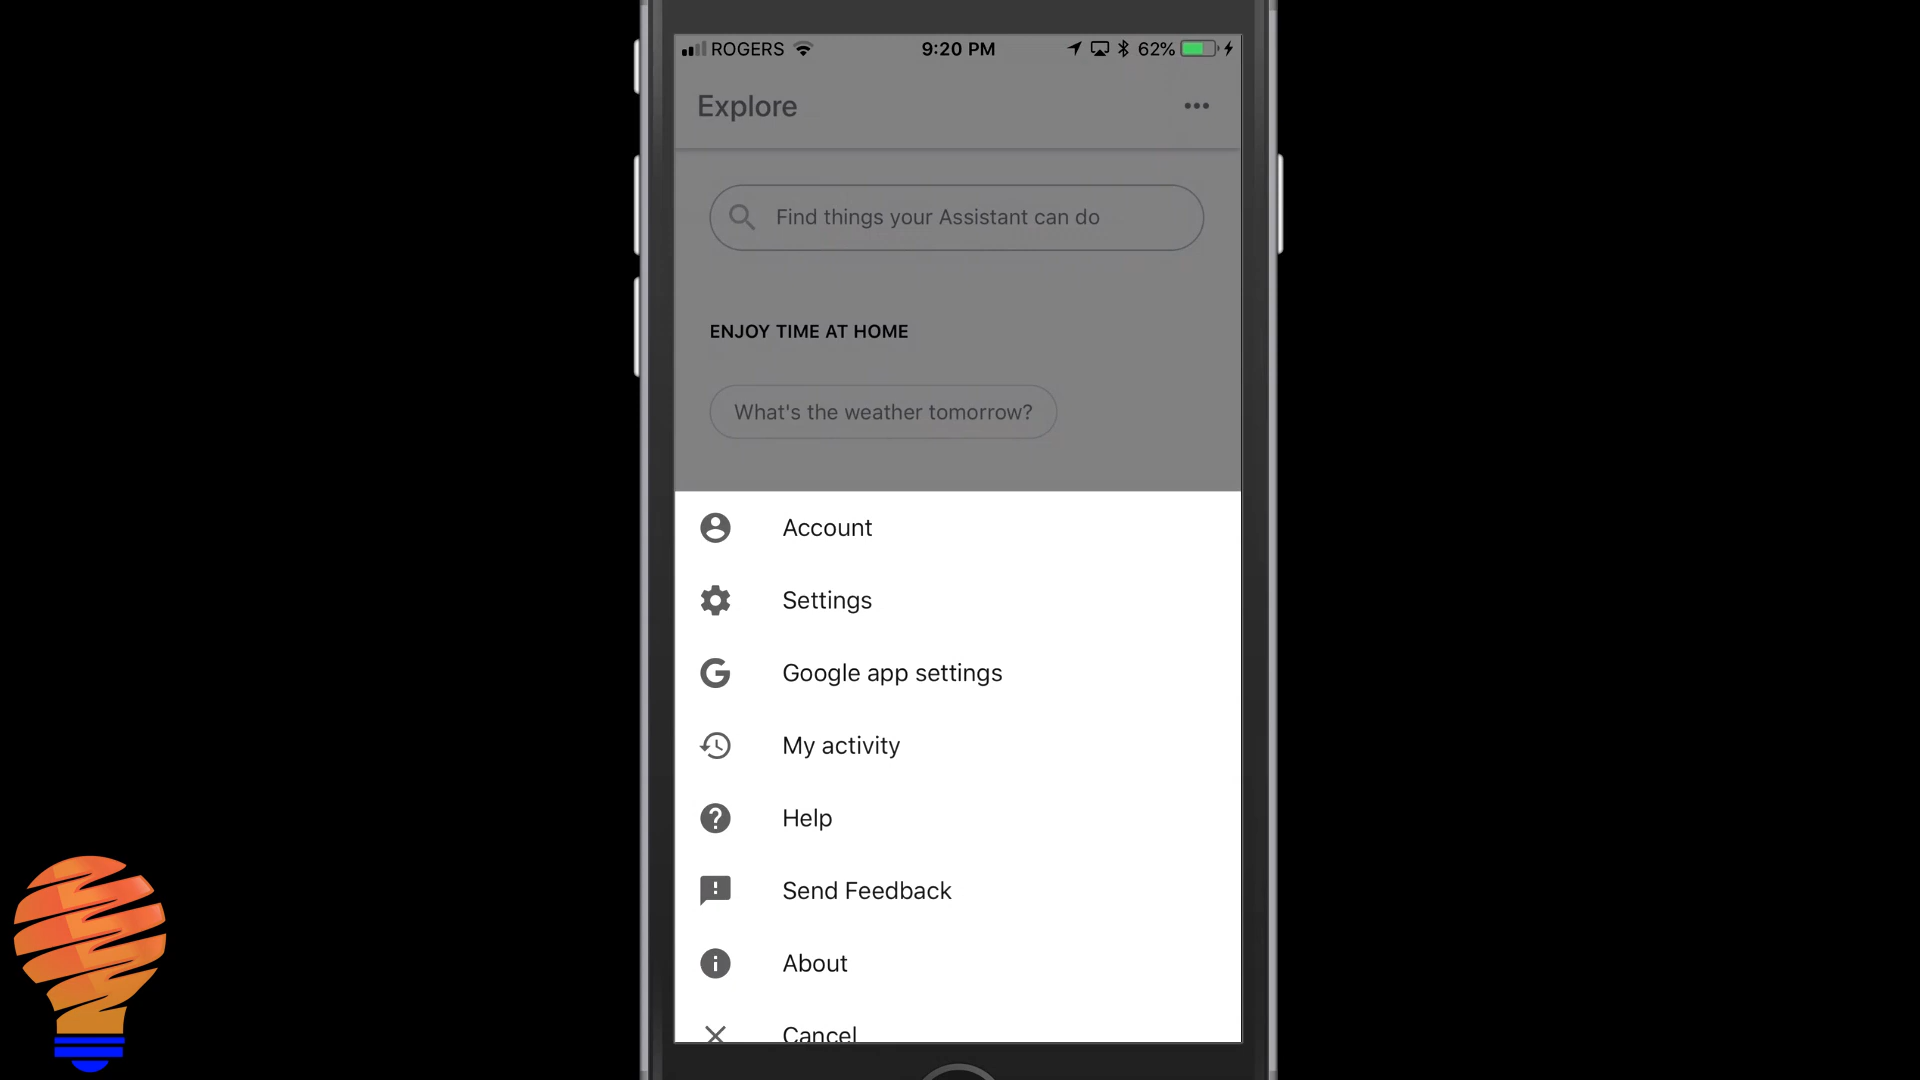 ROGERS 9:20 PM 62%
Explore
Find things your Assistant can do
ENJOY TIME AT HOME
What's the weather tomorrow?
Account
Settings
Google app settings
My activity
Help
Send Feedback
About
Cancel